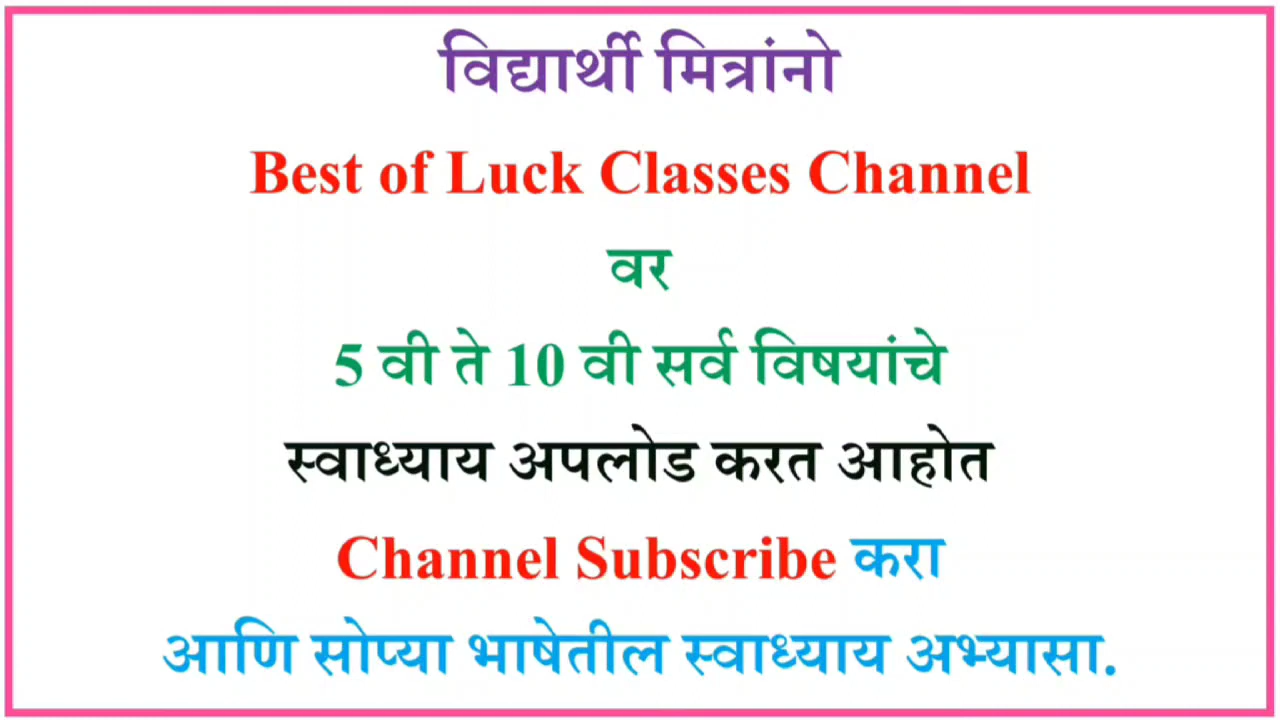 विद्यार्थी मित्रांनो
Best of Luck Classes Channel
वर
5 वी ते 10 वी सर्व विषयांचे
स्वाध्याय अपलोड करत आहोत
Channel Subscribe करा
आणि सोप्या भाषेतील स्वाध्याय अभ्यासा.